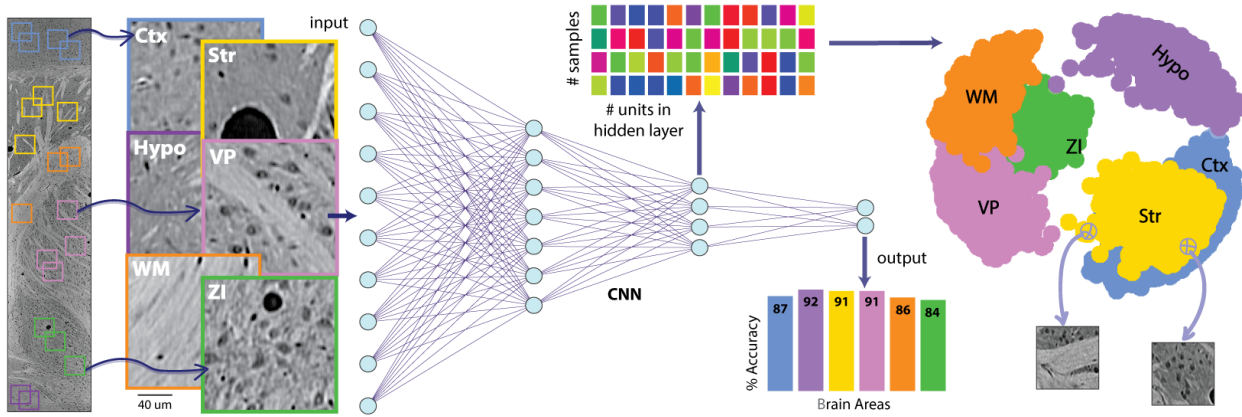 input
Ctx
Str
Hypo
VP
WM
ZI
40 um
# samples
# units in
hidden layer
CNN
output
% Accuracy
87
92
91
91
86
84
Brain Areas
Hypo
WM
ZI
Ctx
VP
Str